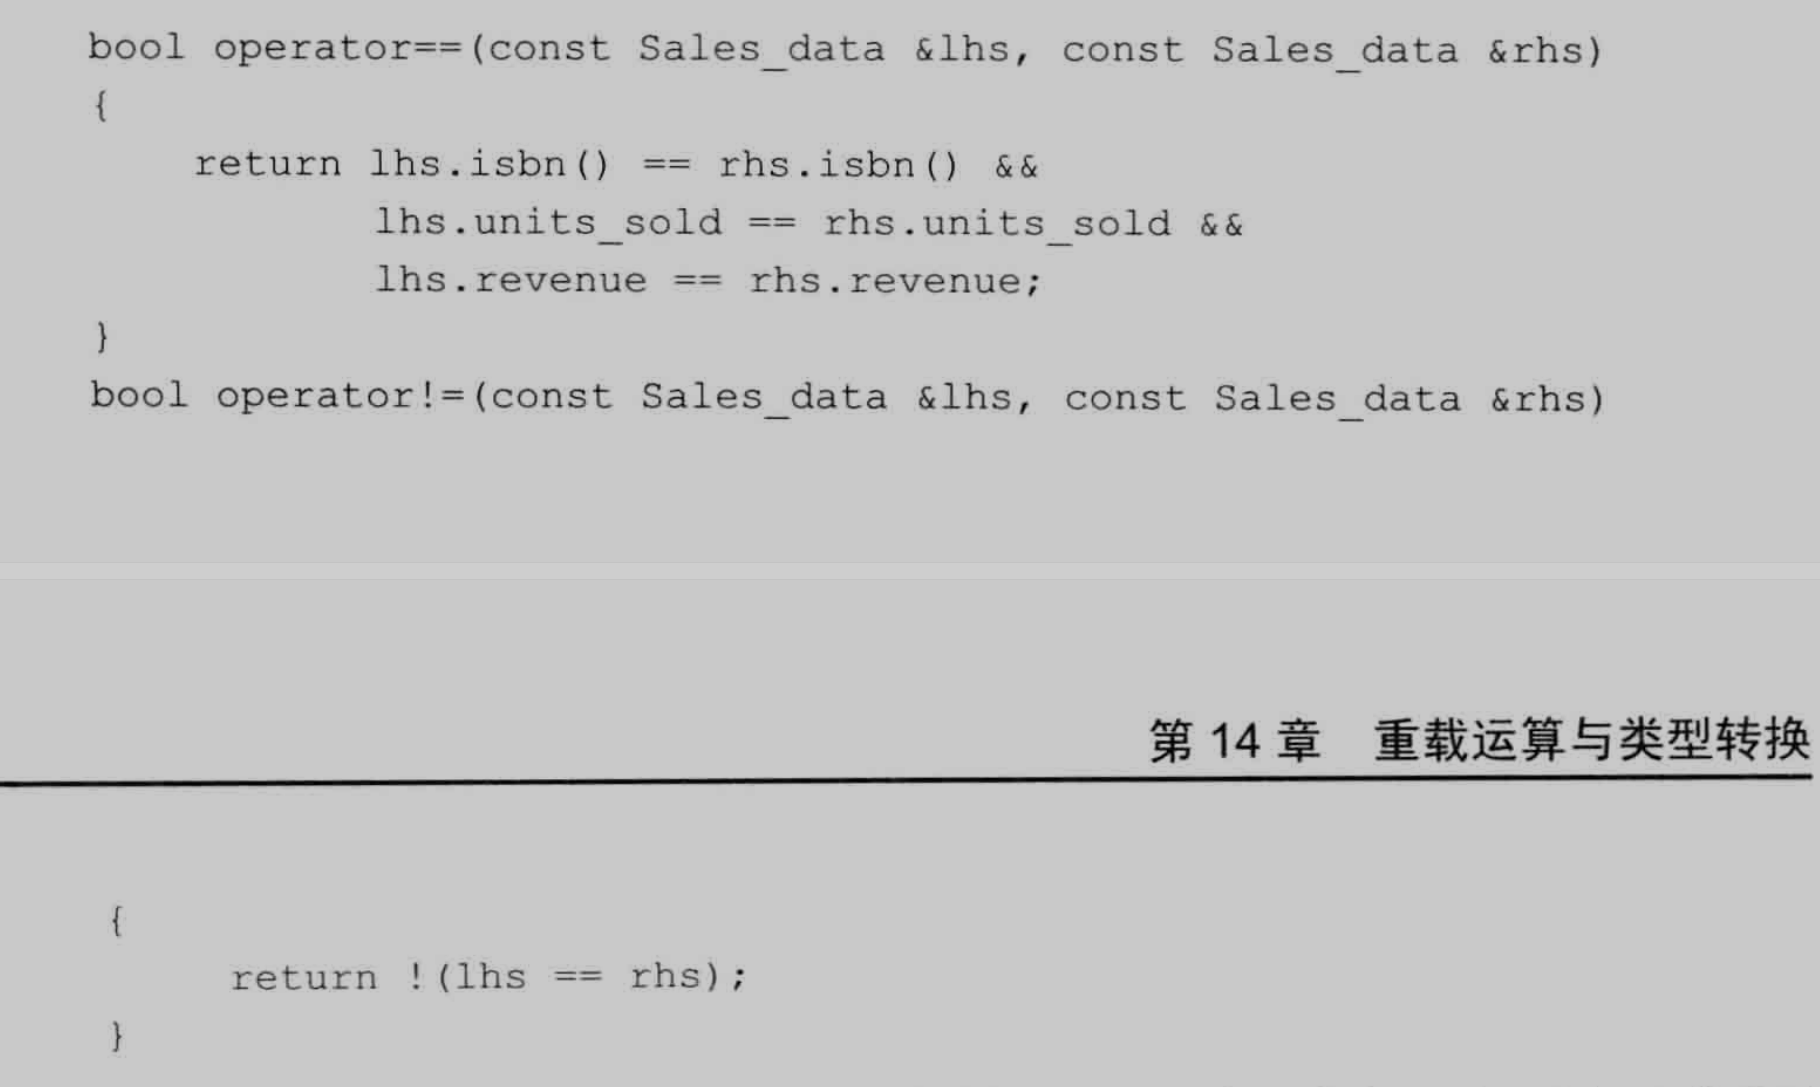 bool operator==(const Sales_data &lhs, const Sales_data &rhs)
{
    return lhs.isbn() == rhs.isbn() &&
           lhs.units_sold == rhs.units_sold &&
           lhs.revenue == rhs.revenue;
}
bool operator!=(const Sales_data &lhs, const Sales_data &rhs)
第 14 章 重载运算与类型转换
{
    return !(lhs == rhs);
}